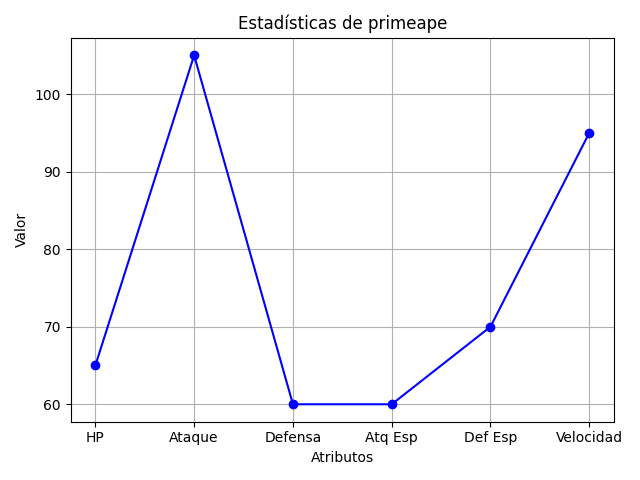 Estadísticas de primeape
Valor
100
90
80
70
60
HP Ataque Defensa Atq Esp Def Esp Velocidad
Atributos